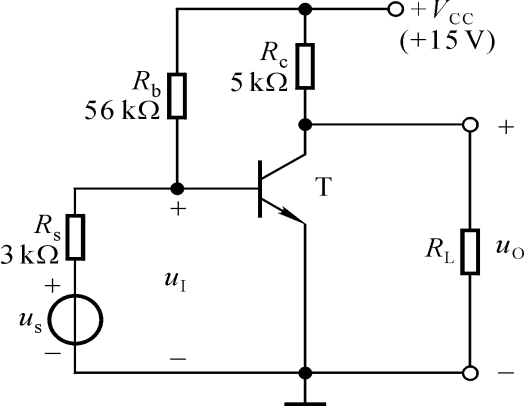 +V_CC
(+15 V)
R_c
5 kΩ
R_b
56 kΩ
+
T
R_s
3 kΩ
+
u_I
R_L
u_O
+
u_s
−
−
−